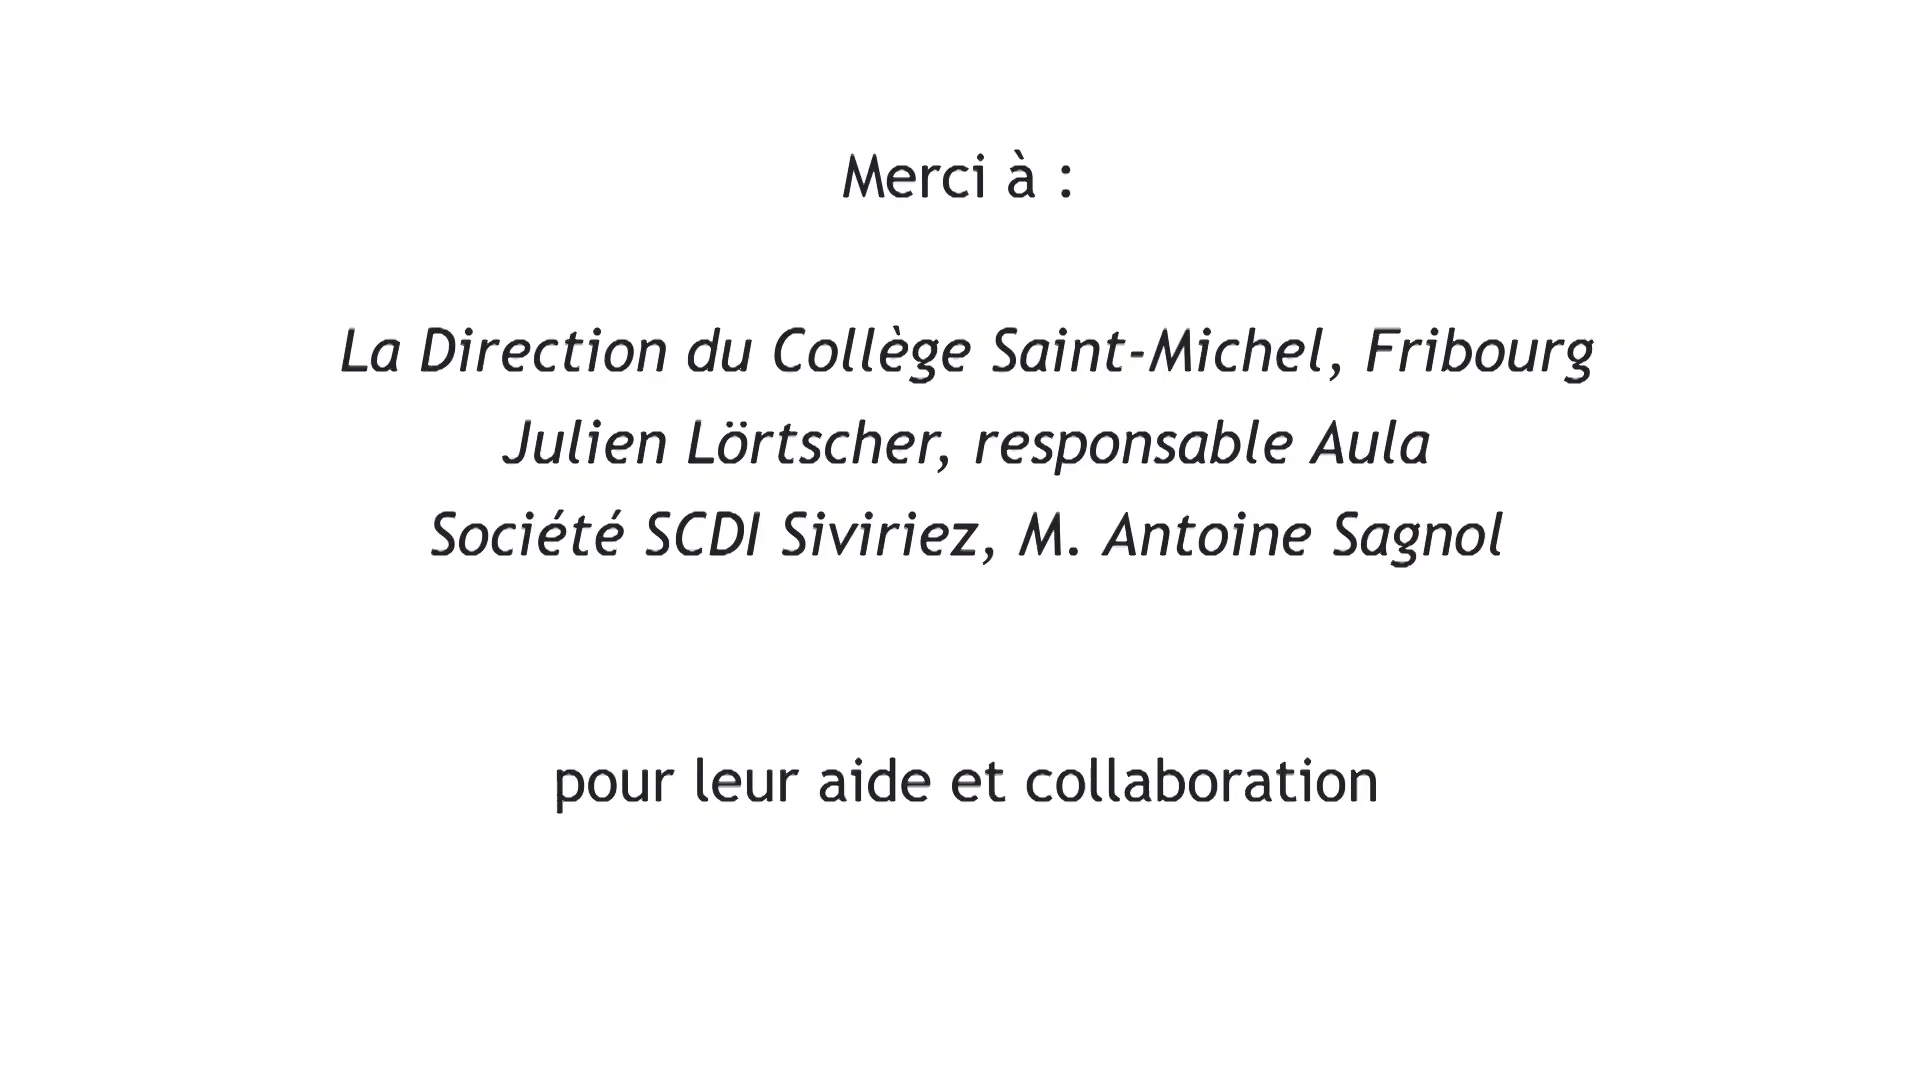 Merci à :
La Direction du Collège Saint-Michel, Fribourg
Julien Lörtscher, responsable Aula
Société SCDI Siviriez, M. Antoine Sagnol
pour leur aide et collaboration